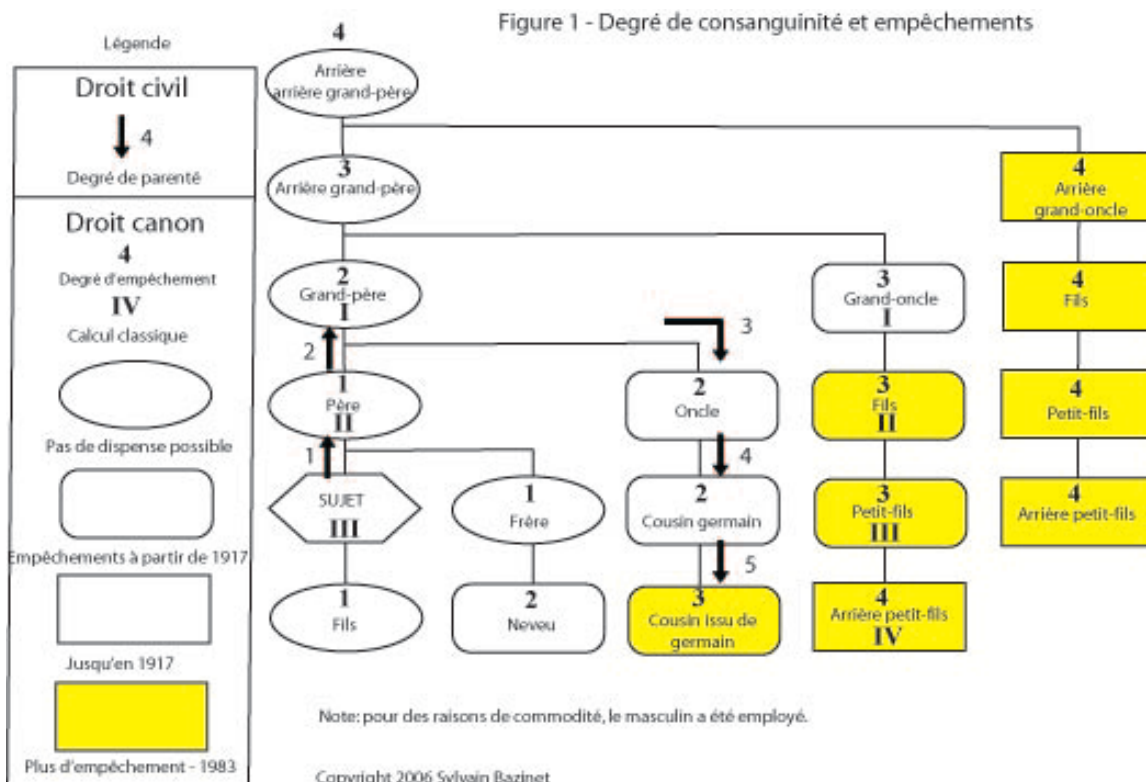 Figure 1 - Degré de consanguinité et empêchements
Légende
Droit civil
4
Degré de parenté
Droit canon
4
Degré d'empêchement
IV
Calcul classique
Pas de dispense possible
Empêchements à partir de 1917
Jusqu'en 1917
Plus d'empêchement - 1983
4
Arrière
arrière grand-père
3
Arrière grand-père
4
Arrière
grand-oncle
2
Grand-père
I
3
Grand-oncle
I
4
Fils
2
3
1
Père
II
2
Oncle
3
Fils
II
4
Petit-fils
1
4
SUJET
III
1
Frère
2
Cousin germain
3
Petit-fils
III
4
Arrière petit-fils
5
1
Fils
2
Neveu
3
Cousin issu de
germain
4
Arrière petit-fils
IV
Note: pour des raisons de commodité, le masculin a été employé.
Copyright 2006 Sylvain Bazinet